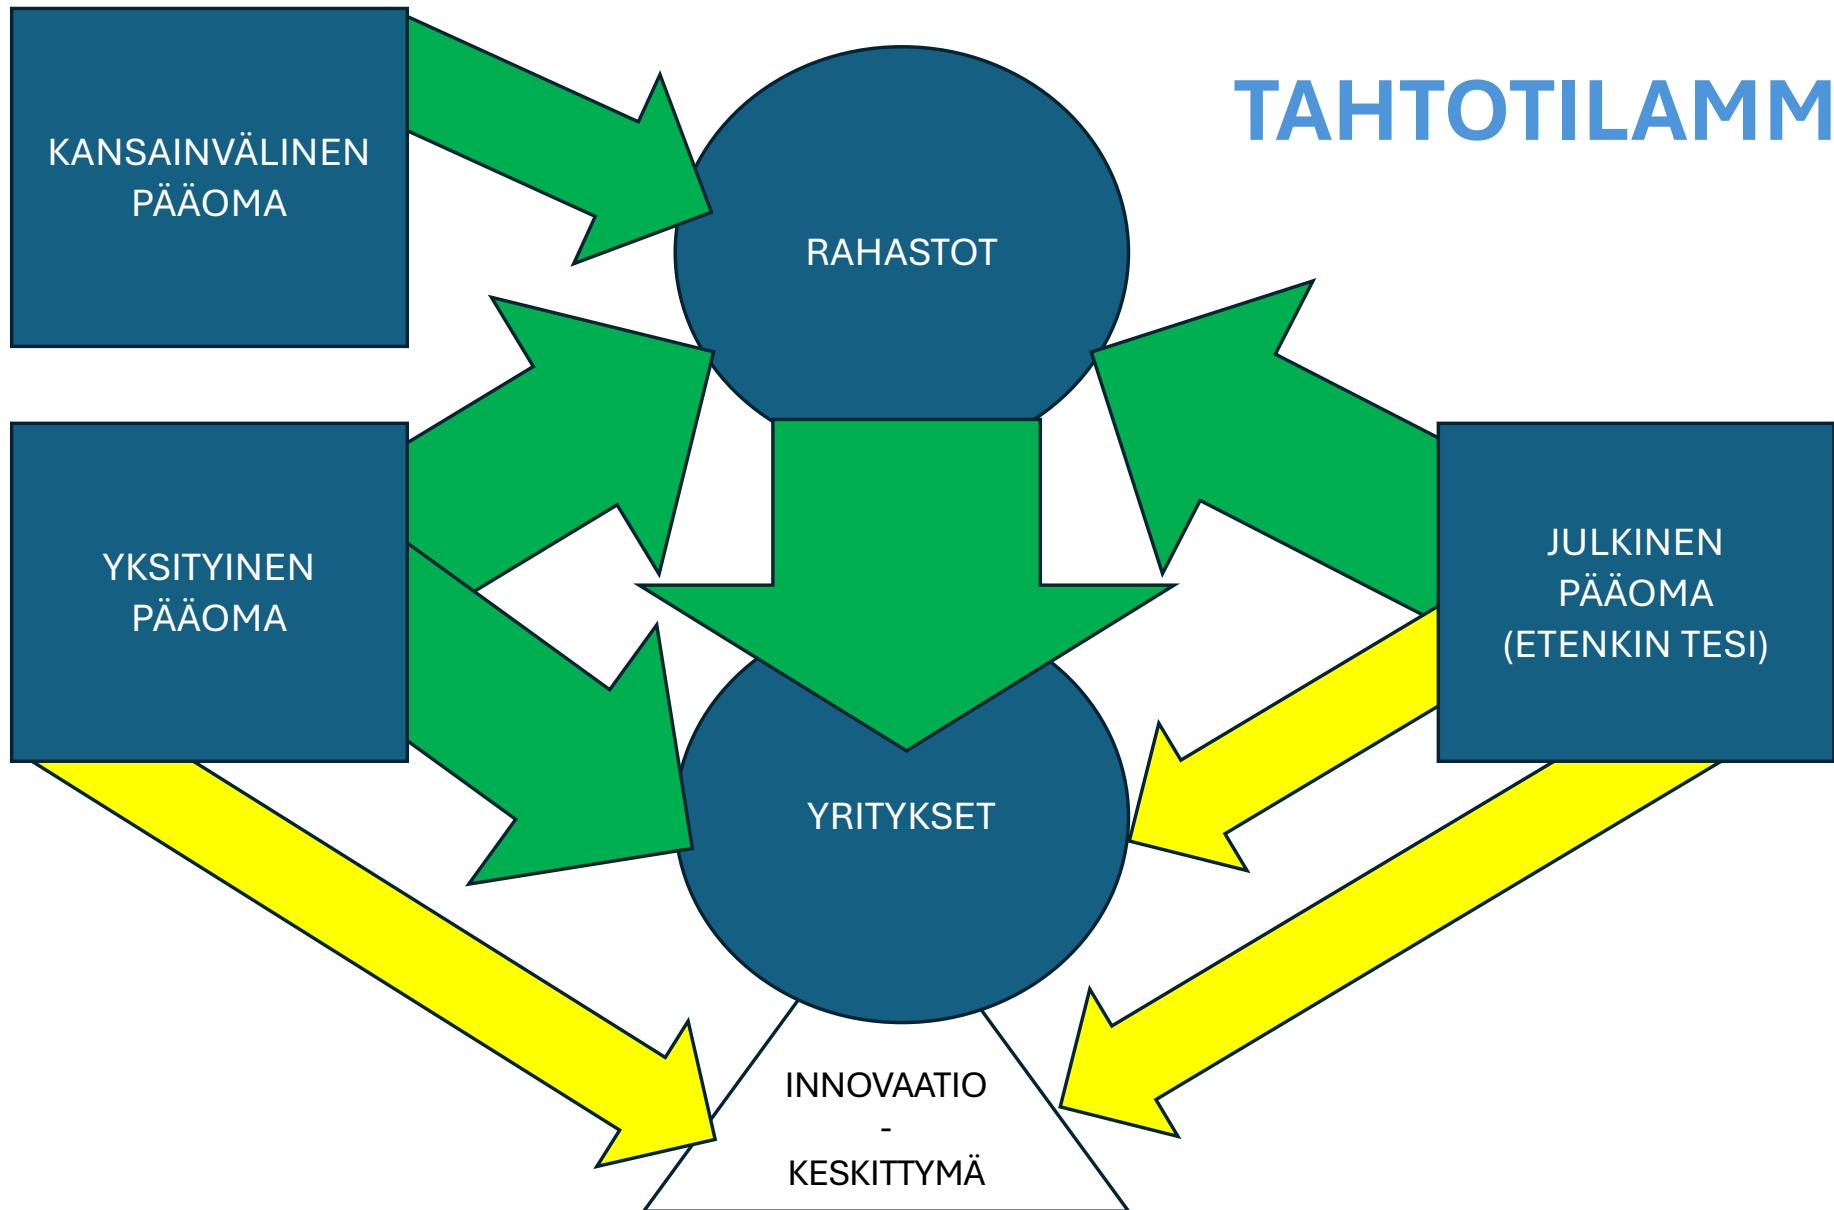 TAHTOTILAMM
KANSAINVÄLINEN
PÄÄOMA
RAHASTOT
YKSITYINEN
PÄÄOMA
JULKINEN
PÄÄOMA
(ETENKIN TESI)
YRITYKSET
INNOVAATIO
-
KESKITTYMÄ